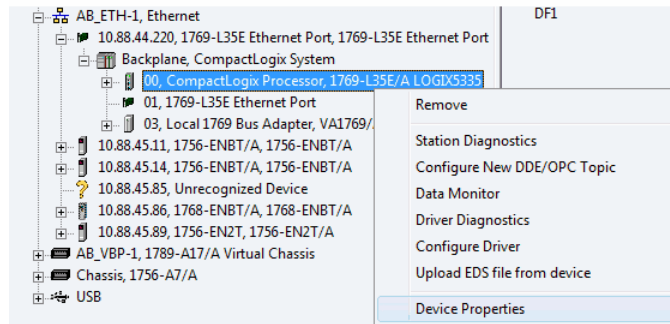 AB_ETH-1, Ethernet
DF1
10.88.44.220, 1769-L35E Ethernet Port, 1769-L35E Ethernet Port
Backplane, CompactLogix System
00, CompactLogix Processor, 1769-L35E/A LOGIX5335
01, 1769-L35E Ethernet Port
03, Local 1769 Bus Adapter, VA1769/
10.88.45.11, 1756-ENBT/A, 1756-ENBT/A
10.88.45.14, 1756-ENBT/A, 1756-ENBT/A
10.88.45.85, Unrecognized Device
10.88.45.86, 1768-ENBT/A, 1768-ENBT/A
10.88.45.89, 1756-EN2T, 1756-EN2T/A
AB_VBP-1, 1789-A17/A Virtual Chassis
Chassis, 1756-A7/A
USB
Remove
Station Diagnostics
Configure New DDE/OPC Topic
Data Monitor
Driver Diagnostics
Configure Driver
Upload EDS file from device
Device Properties